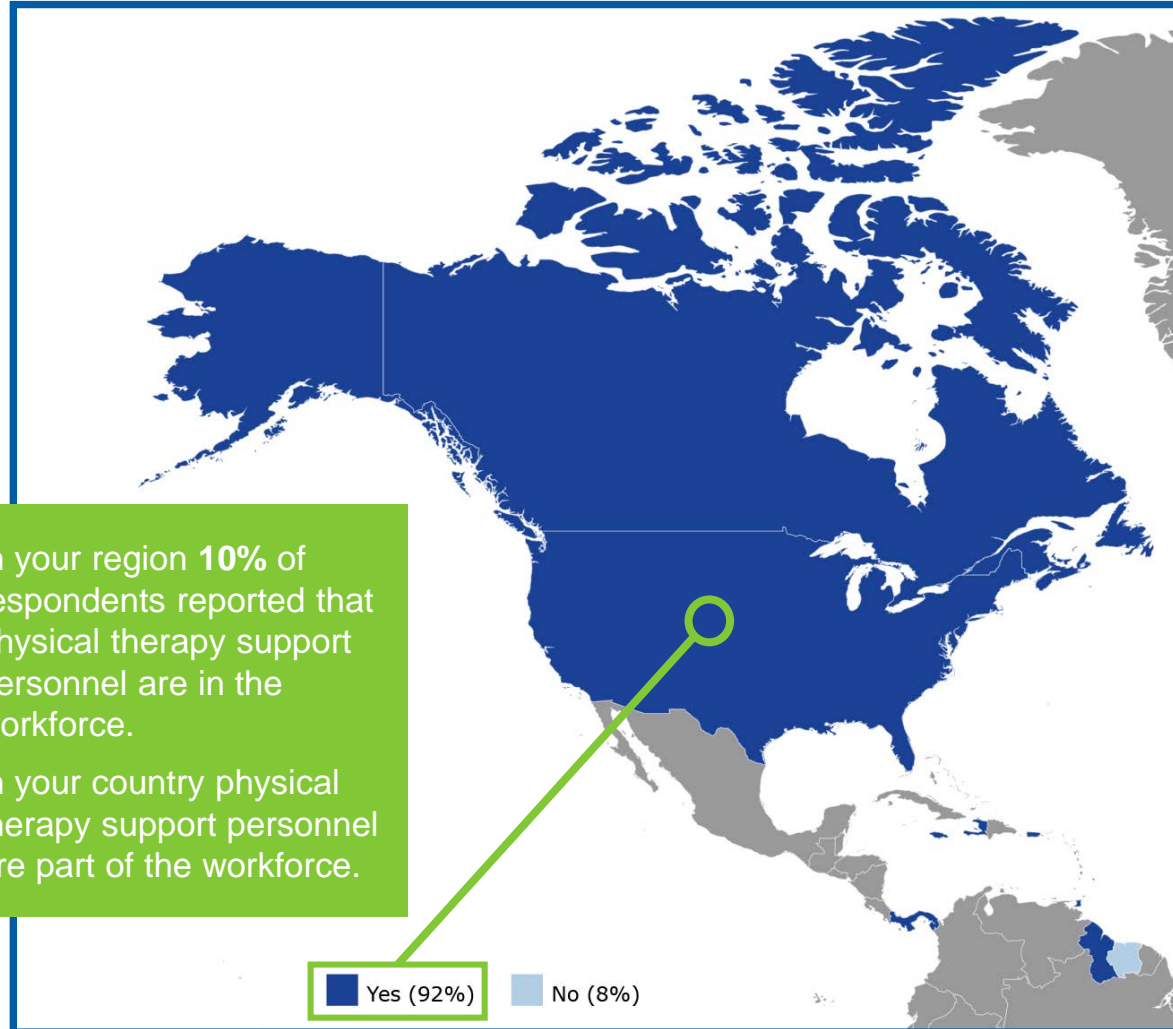 n your region 10% of
espondents reported that
hysical therapy support
ersonnel are in the
orkforce.
n your country physical
herapy support personnel
re part of the workforce.
Yes (92%)
No (8%)